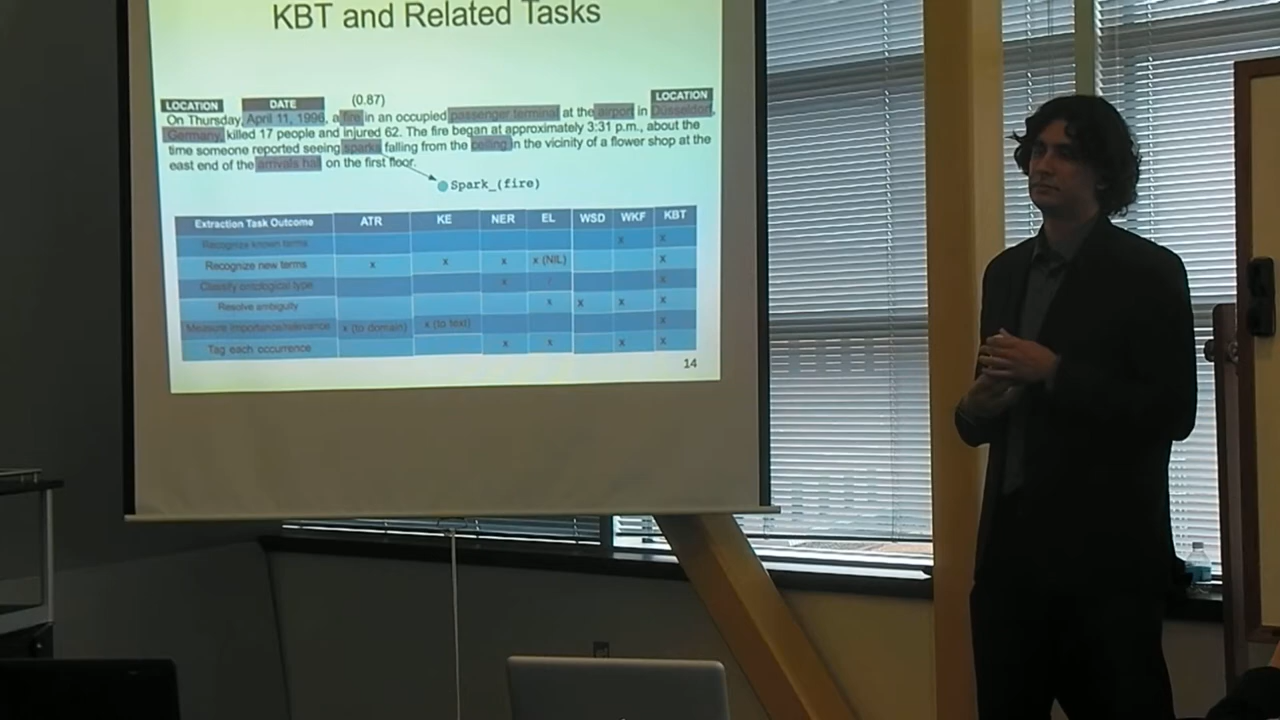 KBT and Related Tasks
(0.87)
LOCATION DATE LOCATION
On Thursday, April 11, 1996, a fire in an occupied passenger terminal at the airport in Düsseldorf,
Germany, killed 17 people and injured 62. The fire began at approximately 3:31 p.m., about the
time someone reported seeing sparks falling from the ceiling in the vicinity of a flower shop at the
east end of the arrivals hall on the first floor.
Spark_(fire)
Extraction Task Outcome ATR KE NER EL WSD WKF KBT
Recognize known terms x x
Recognize new terms x x x x (NIL) x
Classify ontological type x x
Resolve ambiguity x x x x
Measure importance/relevance x (to domain) x (to text) x
Tag each occurrence x x x x
14